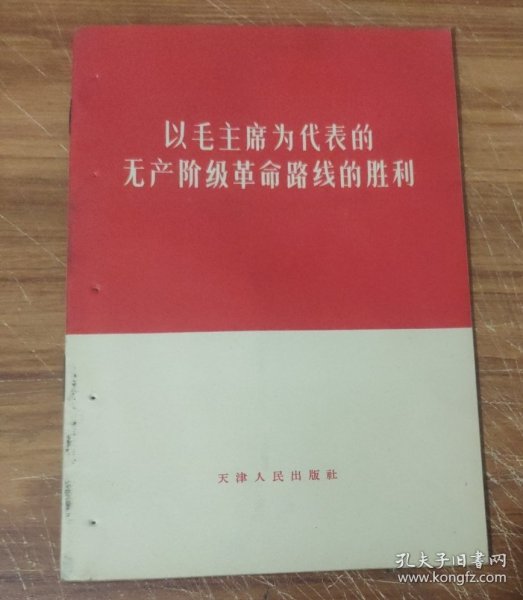 以毛主席为代表的
无产阶级革命路线的胜利
天津人民出版社
孔夫子旧书网
www.kongfz.com